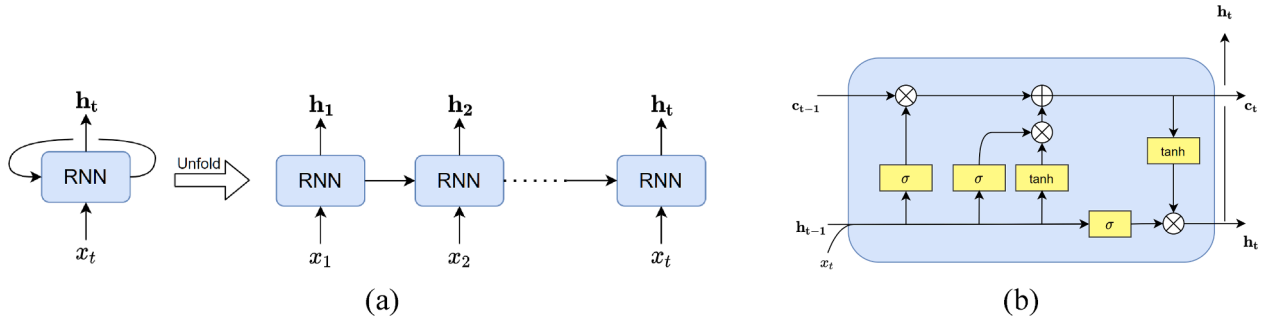 h_t
RNN
x_t
Unfold
h_1 h_2 h_t
RNN RNN RNN
x_1 x_2 x_t
(a)
h_t
c_{t-1} c_t
tanh
σ σ tanh
h_{t-1} σ h_t
x_t
(b)